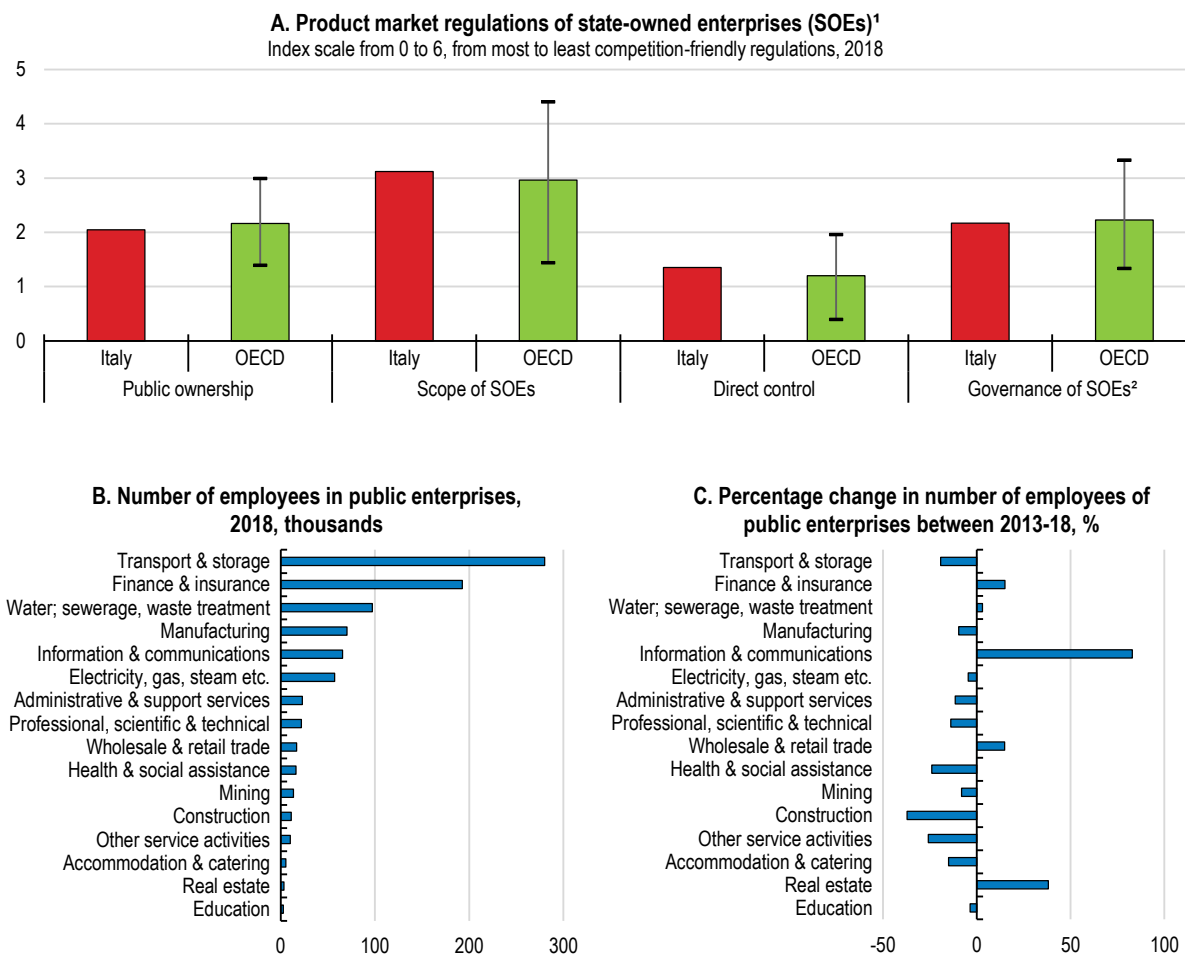 A. Product market regulations of state-owned enterprises (SOEs)¹
Index scale from 0 to 6, from most to least competition-friendly regulations, 2018
5
4
3
2
1
0
Italy
OECD
Italy
OECD
Italy
OECD
Italy
OECD
Public ownership
Scope of SOEs
Direct control
Governance of SOEs²
B. Number of employees in public enterprises,
2018, thousands
Transport & storage
Finance & insurance
Water; sewerage, waste treatment
Manufacturing
Information & communications
Electricity, gas, steam etc.
Administrative & support services
Professional, scientific & technical
Wholesale & retail trade
Health & social assistance
Mining
Construction
Other service activities
Accommodation & catering
Real estate
Education
0
100
200
300
C. Percentage change in number of employees of
public enterprises between 2013-18, %
Transport & storage
Finance & insurance
Water; sewerage, waste treatment
Manufacturing
Information & communications
Electricity, gas, steam etc.
Administrative & support services
Professional, scientific & technical
Wholesale & retail trade
Health & social assistance
Mining
Construction
Other service activities
Accommodation & catering
Real estate
Education
-50
0
50
100